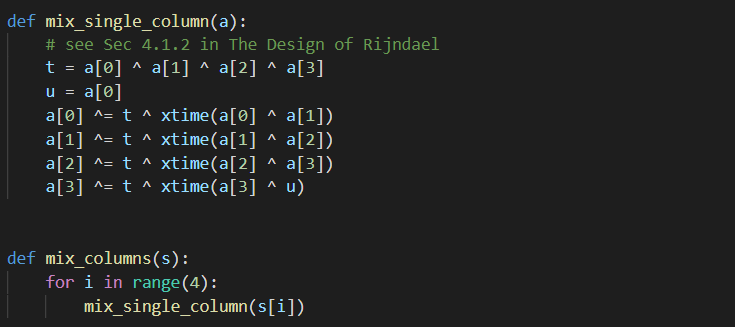 def mix_single_column(a):
    # see Sec 4.1.2 in The Design of Rijndael
    t = a[0] ^ a[1] ^ a[2] ^ a[3]
    u = a[0]
    a[0] ^= t ^ xtime(a[0] ^ a[1])
    a[1] ^= t ^ xtime(a[1] ^ a[2])
    a[2] ^= t ^ xtime(a[2] ^ a[3])
    a[3] ^= t ^ xtime(a[3] ^ u)
def mix_columns(s):
    for i in range(4):
        mix_single_column(s[i])